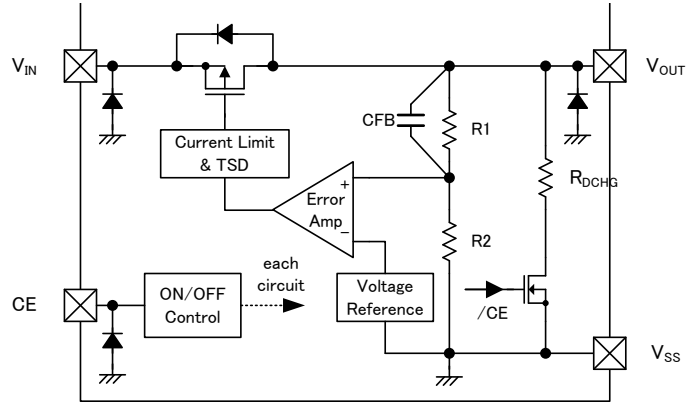 VIN
VOUT
CFB
R1
Current Limit
& TSD
RDCHG
+
Error
Amp
−
R2
each
circuit
CE
ON/OFF
Control
Voltage
Reference
/CE
VSS